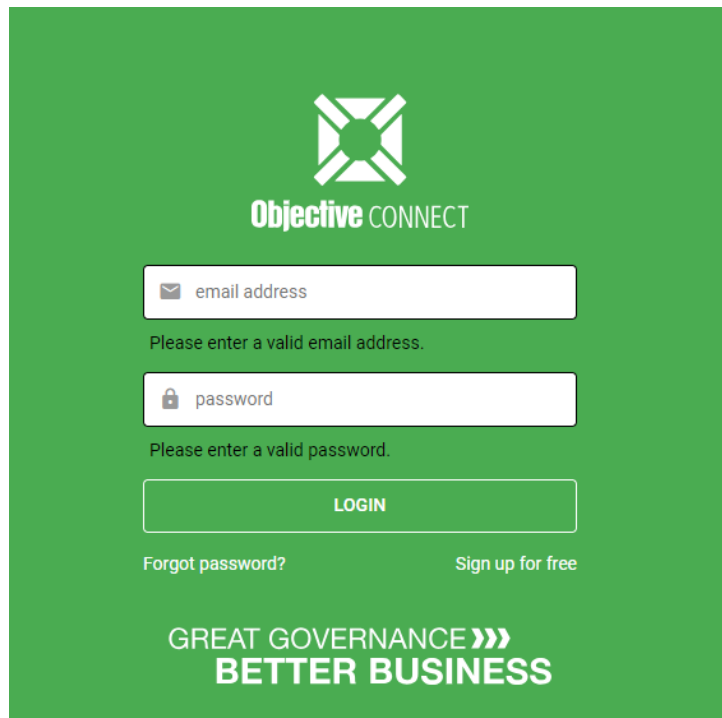 Objective CONNECT
email address
Please enter a valid email address.
password
Please enter a valid password.
LOGIN
Forgot password? Sign up for free
GREAT GOVERNANCE
BETTER BUSINESS